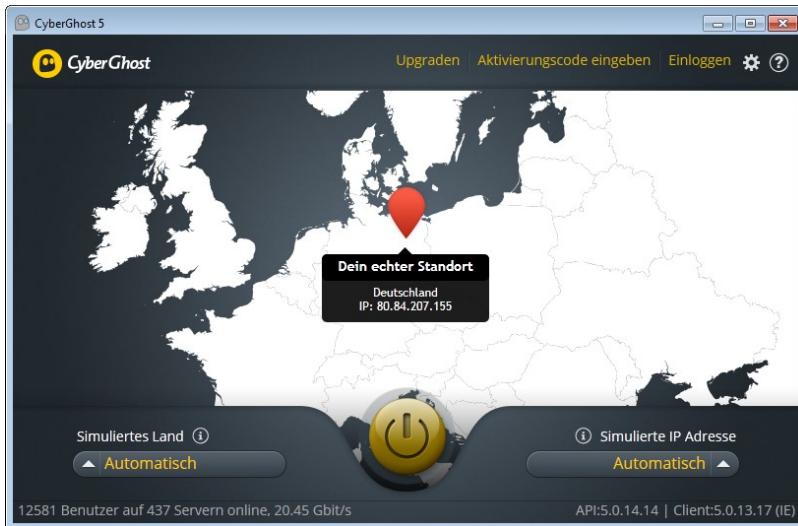 CyberGhost 5
CyberGhost
Upgraden Aktivierungscode eingeben Einloggen ?
Dein echter Standort
Deutschland
IP: 80.84.207.155
Simuliertes Land i
i Simulierte IP Adresse
Automatisch
Automatisch
12581 Benutzer auf 437 Servern online, 20.45 Gbit/s
API:5.0.14.14 | Client:5.0.13.17 (IE)